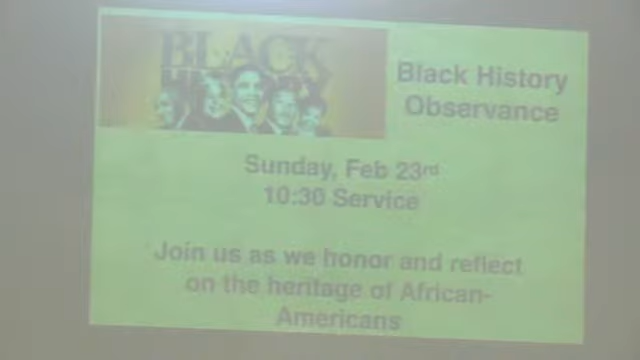 BLACK
HISTORY
Black History
Observance
Sunday, Feb 23rd
10:30 Service
Join us as we honor and reflect
on the heritage of African-
Americans